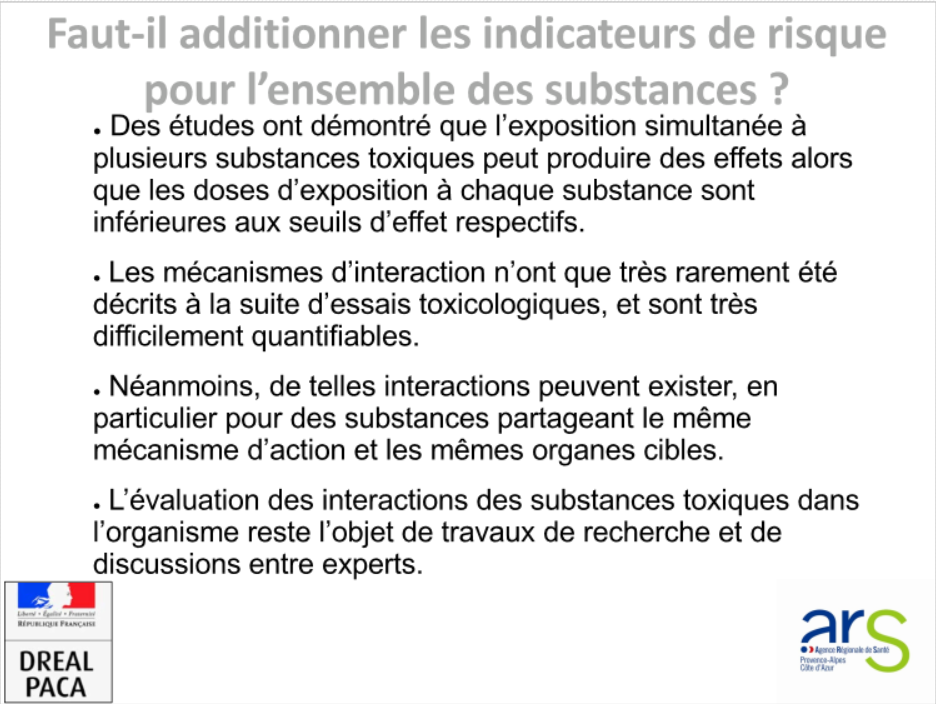 Faut-il additionner les indicateurs de risque
pour l’ensemble des substances ?
. Des études ont démontré que l’exposition simultanée à
plusieurs substances toxiques peut produire des effets alors
que les doses d’exposition à chaque substance sont
inférieures aux seuils d’effet respectifs.
. Les mécanismes d’interaction n’ont que très rarement été
décrits à la suite d’essais toxicologiques, et sont très
difficilement quantifiables.
. Néanmoins, de telles interactions peuvent exister, en
particulier pour des substances partageant le même
mécanisme d’action et les mêmes organes cibles.
. L’évaluation des interactions des substances toxiques dans
l’organisme reste l’objet de travaux de recherche et de
discussions entre experts.
Liberté • Égalité • Fraternité
RÉPUBLIQUE FRANÇAISE
DREAL
PACA
ars
Agence Régionale de Santé
Provence-Alpes
Côte d’Azur